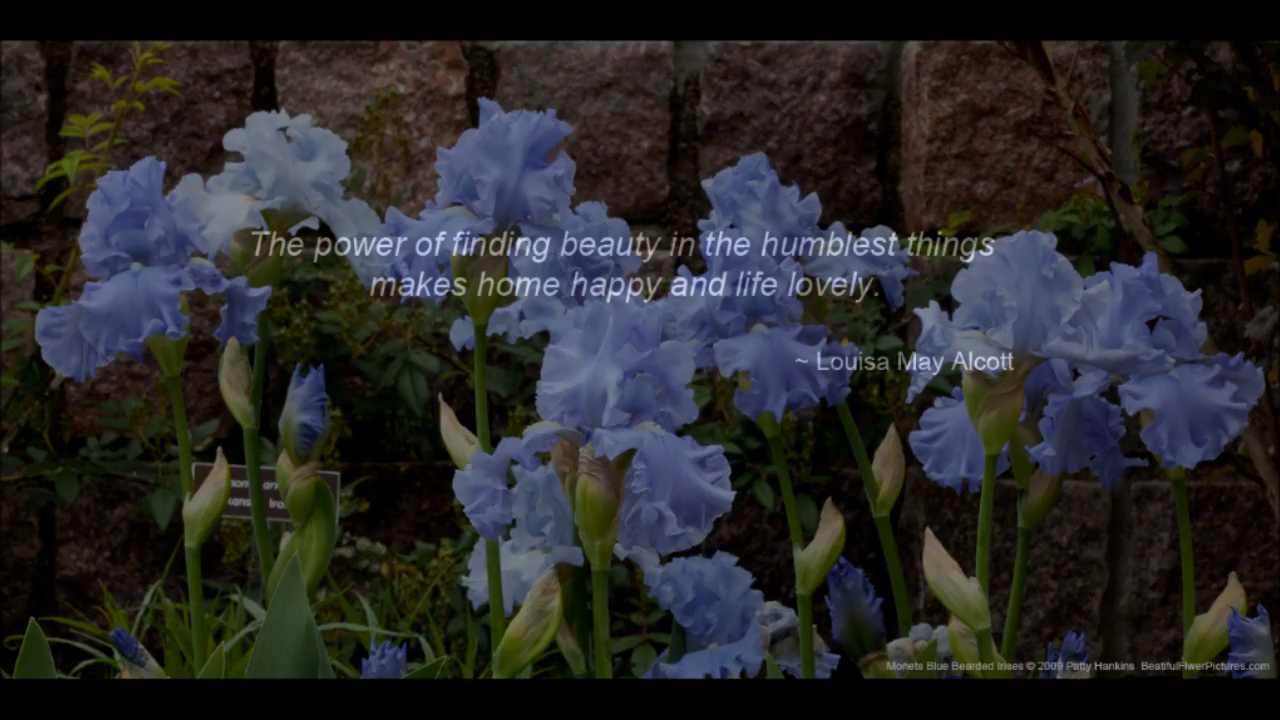 The power of finding beauty in the humblest things
makes home happy and life lovely.
~ Louisa May Alcott
Monets Blue Bearded Irises © 2009 Patty Hankins BeatifulFlwerPictures.com